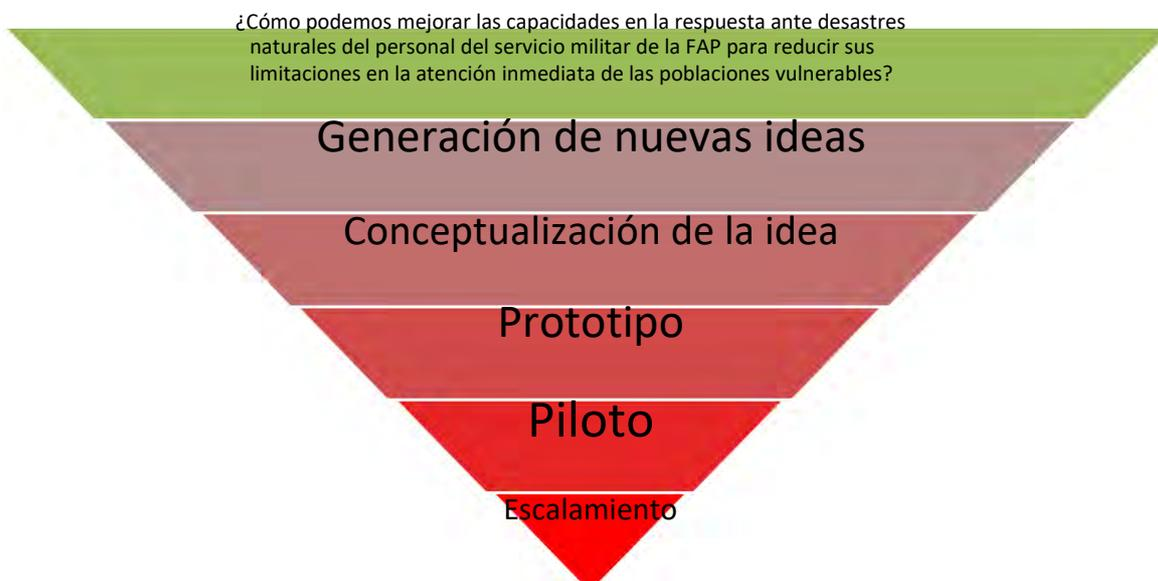 ¿Cómo podemos mejorar las capacidades en la respuesta ante desastres
naturales del personal del servicio militar de la FAP para reducir sus
limitaciones en la atención inmediata de las poblaciones vulnerables?
Generación de nuevas ideas
Conceptualización de la idea
Prototipo
Piloto
Escalamiento